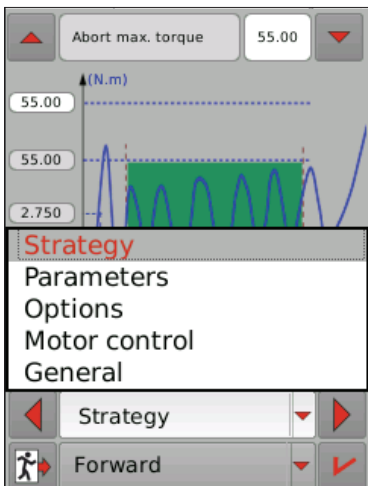 Abort max. torque 55.00
(N.m)
55.00
55.00
2.750
Strategy
Parameters
Options
Motor control
General
Strategy
Forward